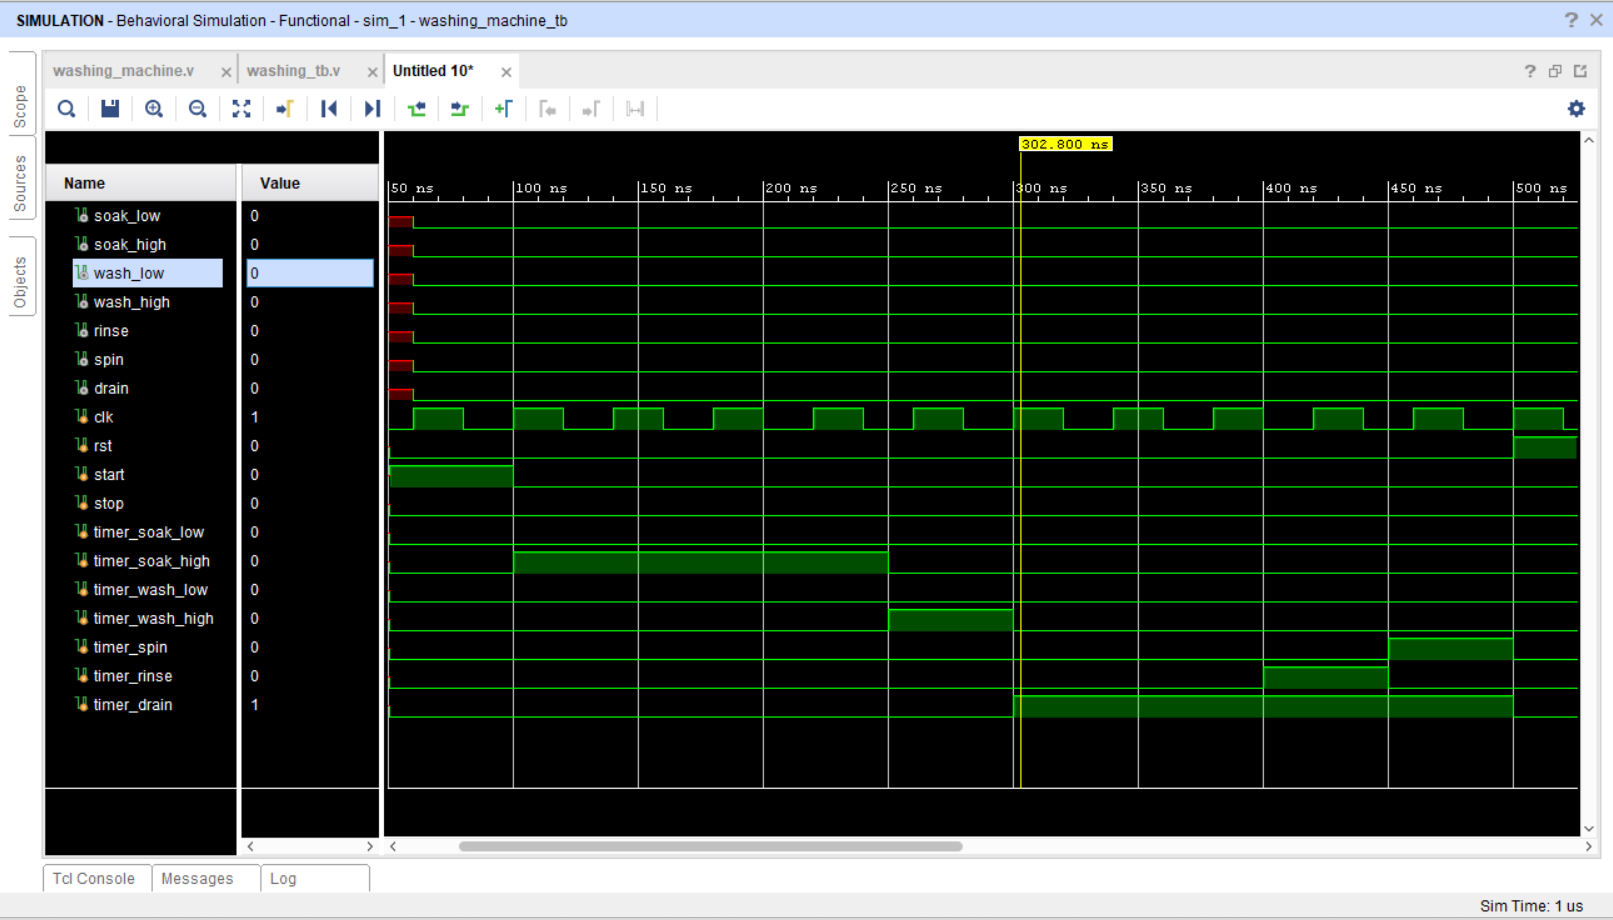 SIMULATION - Behavioral Simulation - Functional - sim_1 - washing_machine_tb
washing_machine.v washing_tb.v Untitled 10*
Scope
Sources
Objects
302.800 ns
Name Value
50 ns 100 ns 150 ns 200 ns 250 ns 300 ns 350 ns 400 ns 450 ns 500 ns
soak_low 0
soak_high 0
wash_low 0
wash_high 0
rinse 0
spin 0
drain 0
clk 1
rst 0
start 0
stop 0
timer_soak_low 0
timer_soak_high 0
timer_wash_low 0
timer_wash_high 0
timer_spin 0
timer_rinse 0
timer_drain 1
Tcl Console Messages Log
Sim Time: 1 us